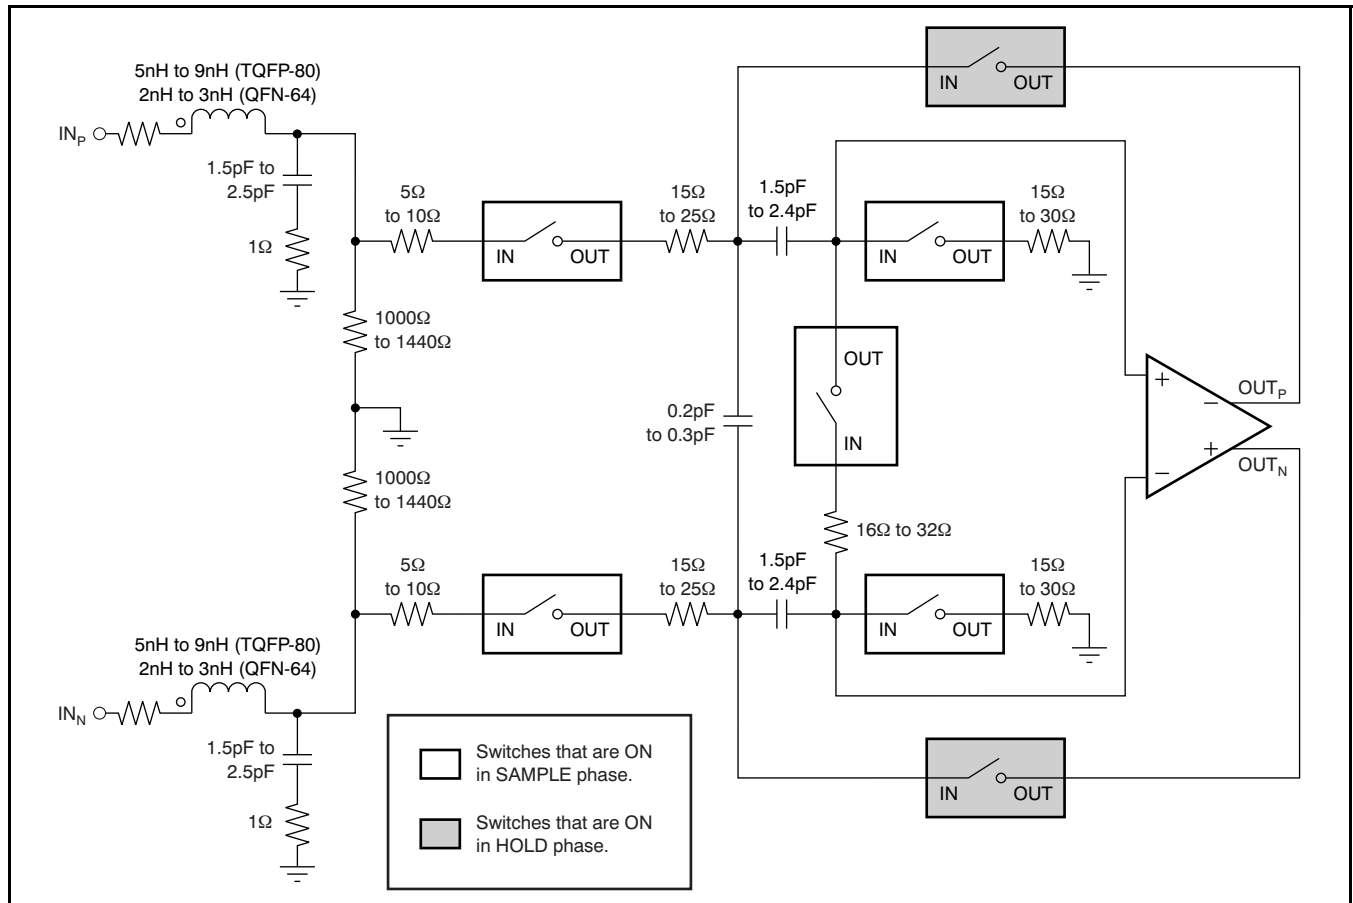 5nH to 9nH (TQFP-80)
2nH to 3nH (QFN-64)
INP
1.5pF to
2.5pF
1Ω
5Ω
to 10Ω
IN OUT
15Ω
to 25Ω
1.5pF
to 2.4pF
IN OUT
15Ω
to 30Ω
IN OUT
1000Ω
to 1440Ω
1000Ω
to 1440Ω
0.2pF
to 0.3pF
OUT
IN
16Ω to 32Ω
+
−
−
+
OUTP
OUTN
5Ω
to 10Ω
IN OUT
15Ω
to 25Ω
1.5pF
to 2.4pF
IN OUT
15Ω
to 30Ω
5nH to 9nH (TQFP-80)
2nH to 3nH (QFN-64)
INN
1.5pF to
2.5pF
1Ω
IN OUT
Switches that are ON
in SAMPLE phase.
Switches that are ON
in HOLD phase.